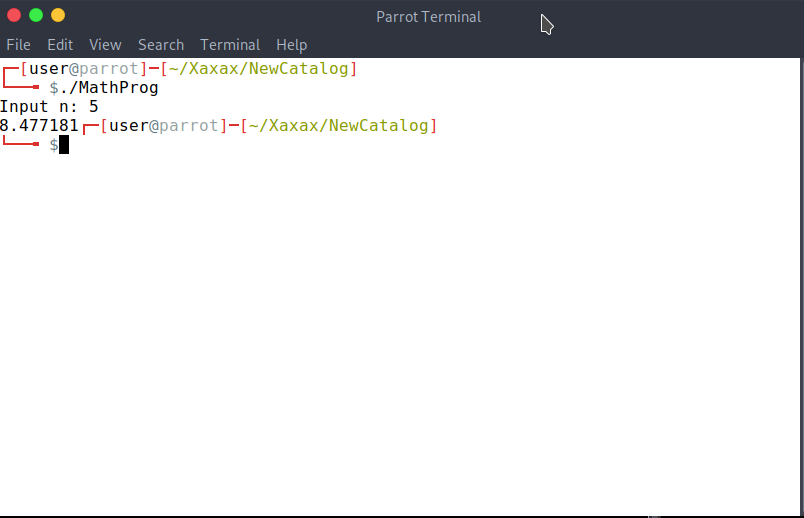 Parrot Terminal
File Edit View Search Terminal Help
┌─[user@parrot]─[~/Xaxax/NewCatalog]
└──╼ $./MathProg
Input n: 5
8.477181┌─[user@parrot]─[~/Xaxax/NewCatalog]
└──╼ $